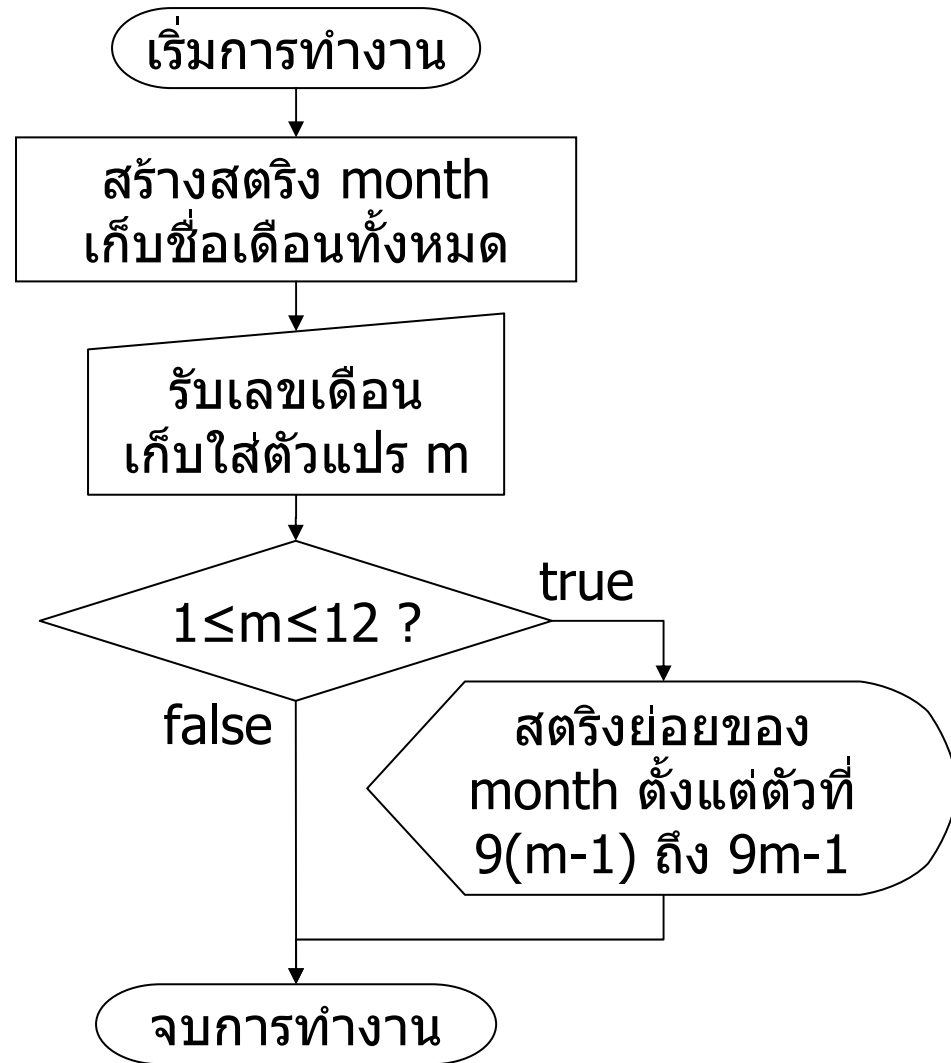 เริ่มการทำงาน
สร้างสตริง month
เก็บชื่อเดือนทั้งหมด
รับเลขเดือน
เก็บใส่ตัวแปร m
1≤m≤12 ?
true
false
สตริงย่อยของ
month ตั้งแต่ตัวที่
9(m-1) ถึง 9m-1
จบการทำงาน